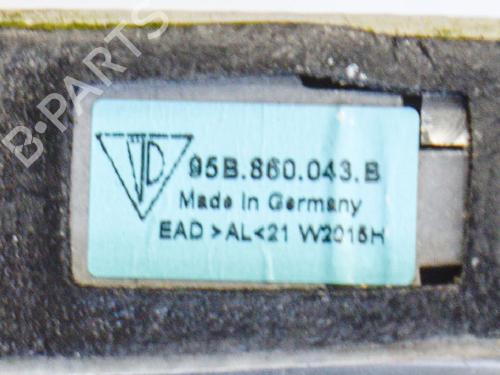 B-PARTS
95B.860.043.B
Made in Germany
EAD >AL<21 W2015H